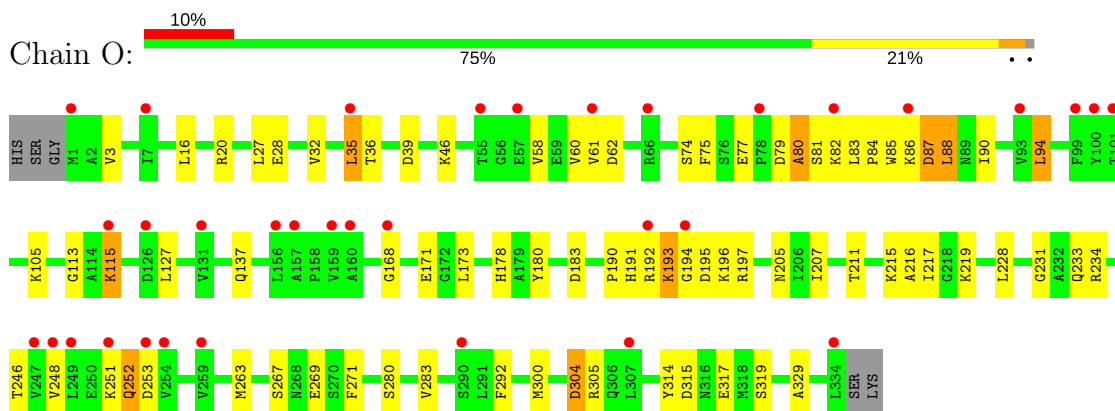 10%
Chain O:
75% 21% • •
HIS SER GLY M1 A2 V3 I7 L16 R20 L27 E28 V32 L35 T36 D39 K46 T55 G56 E57 V58 E59 V60 V61 D62 R66 S74 F75 S76 E77 P78 D79 A80 S81 K82 L83 P84 W85 K86 D87 L88 N89 I90 V93 L94 F99 Y100 T101
K105 G113 A114 K115 D126 L127 V131 Q137 L156 A157 P158 V159 A160 G168 E171 G172 L173 H178 A179 Y180 D183 P190 H191 R192 K193 G194 D195 K196 R197 N205 I206 I207 T211 K215 A216 I217 G218 K219 L228 G231 A232 Q233 R234
T246 V247 V248 L249 E250 K251 Q252 D253 V254 V259 M263 S267 N268 E269 S270 F271 S280 V283 S290 L291 F292 M300 D304 R305 Q306 L307 Y314 D315 N316 E317 M318 S319 A329 L334 SER LYS